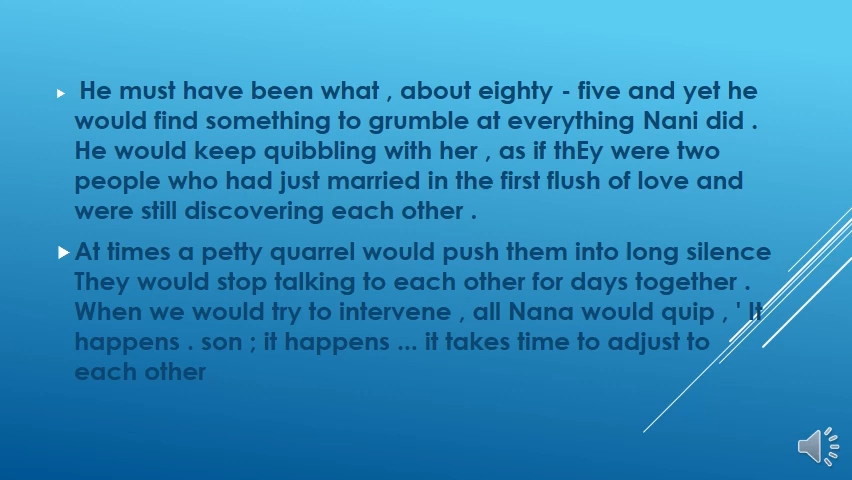 He must have been what , about eighty - five and yet he
would find something to grumble at everything Nani did .
He would keep quibbling with her , as if thEy were two
people who had just married in the first flush of love and
were still discovering each other .
At times a petty quarrel would push them into long silence
They would stop talking to each other for days together .
When we would try to intervene , all Nana would quip , ' It
happens . son ; it happens ... it takes time to adjust to
each other